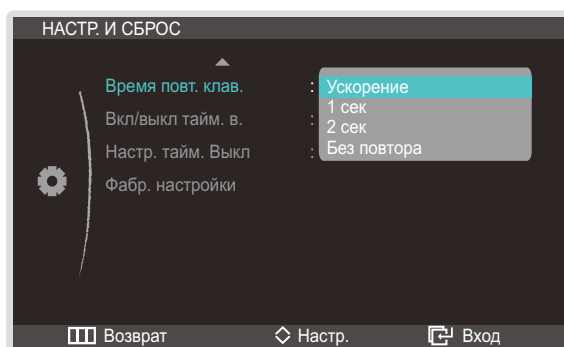 НАСТР. И СБРОС
Время повт. клав. : Ускорение
1 сек
Вкл/выкл тайм. в. : 2 сек
Настр. тайм. Выкл : Без повтора
Фабр. настройки
Возврат Настр. Вход